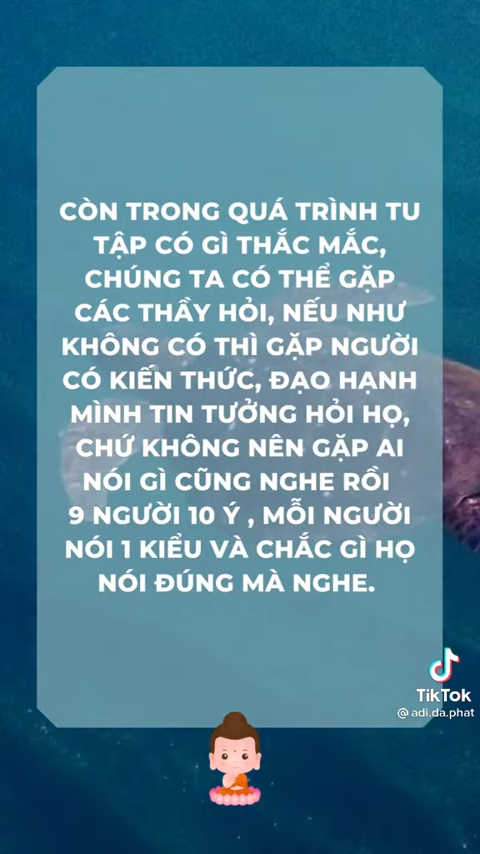 CÒN TRONG QUÁ TRÌNH TU
TẬP CÓ GÌ THẮC MẮC,
CHÚNG TA CÓ THỂ GẶP
CÁC THẦY HỎI, NẾU NHƯ
KHÔNG CÓ THÌ GẶP NGƯỜI
CÓ KIẾN THỨC, ĐẠO HẠNH
MÌNH TIN TƯỞNG HỎI HỌ,
CHỨ KHÔNG NÊN GẶP AI
NÓI GÌ CŨNG NGHE RỒI
9 NGƯỜI 10 Ý , MỖI NGƯỜI
NÓI 1 KIỂU VÀ CHẮC GÌ HỌ
NÓI ĐÚNG MÀ NGHE.
TikTok
@adi.da.phat